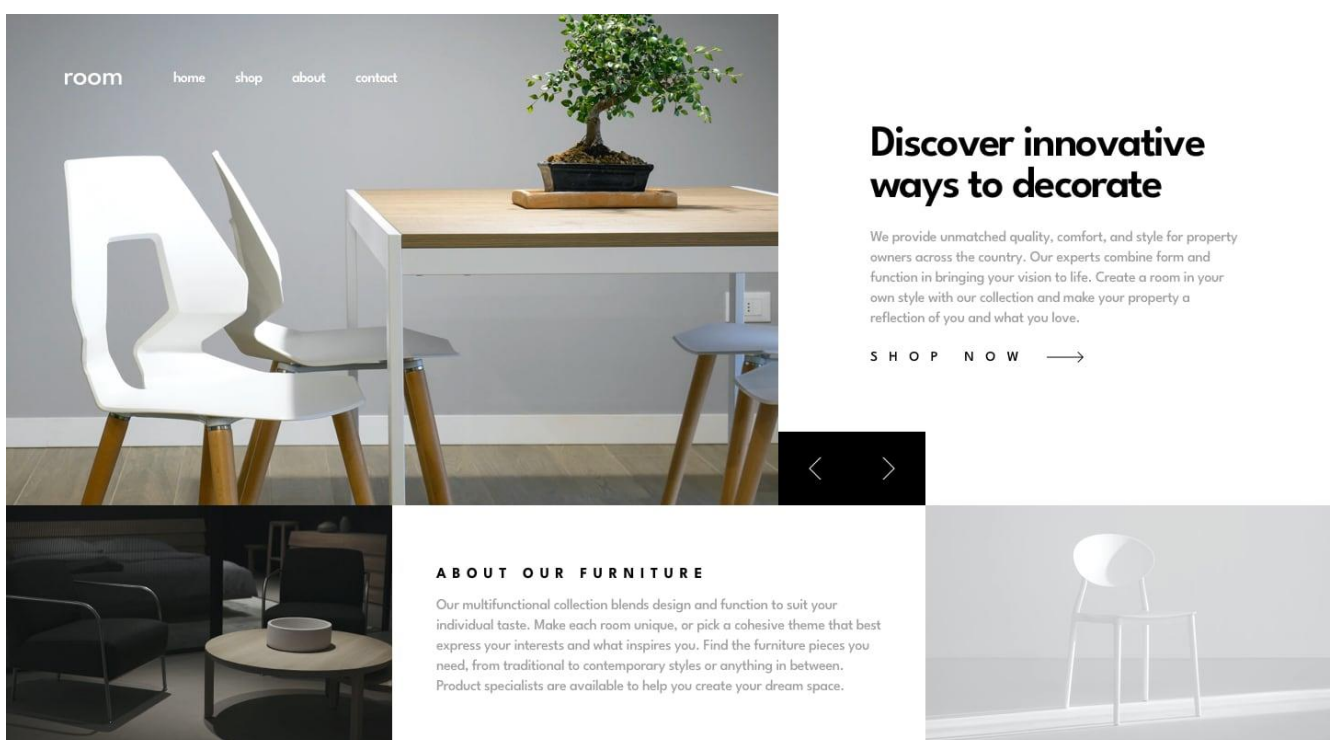 room
home shop about contact
Discover innovative
ways to decorate
We provide unmatched quality, comfort, and style for property
owners across the country. Our experts combine form and
function in bringing your vision to life. Create a room in your
own style with our collection and make your property a
reflection of you and what you love.
SHOP NOW
ABOUT OUR FURNITURE
Our multifunctional collection blends design and function to suit your
individual taste. Make each room unique, or pick a cohesive theme that best
express your interests and what inspires you. Find the furniture pieces you
need, from traditional to contemporary styles or anything in between.
Product specialists are available to help you create your dream space.